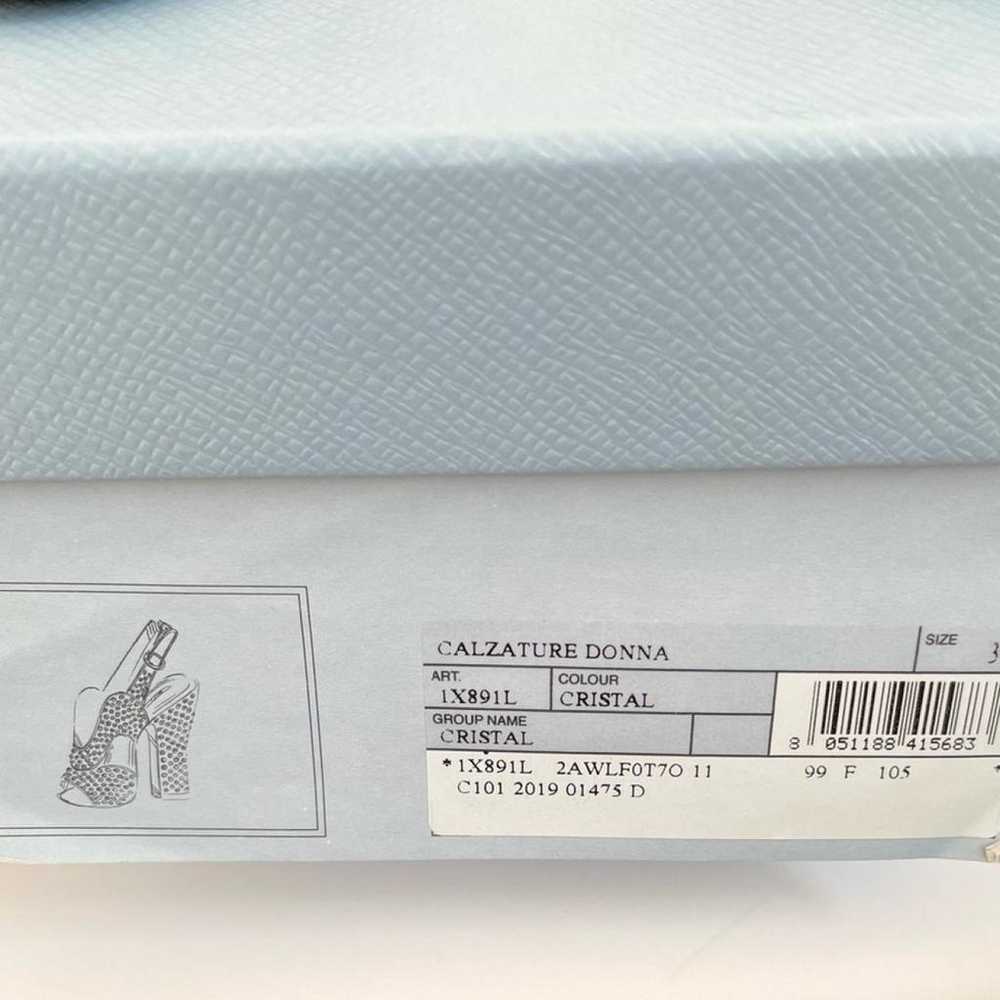 CALZATURE DONNA
SIZE 3
ART. COLOUR
1X891L CRISTAL
GROUP NAME
CRISTAL
8 051188 415683
*1X891L 2AWLF0T7O 11 99 F 105 *
C101 2019 01475 D